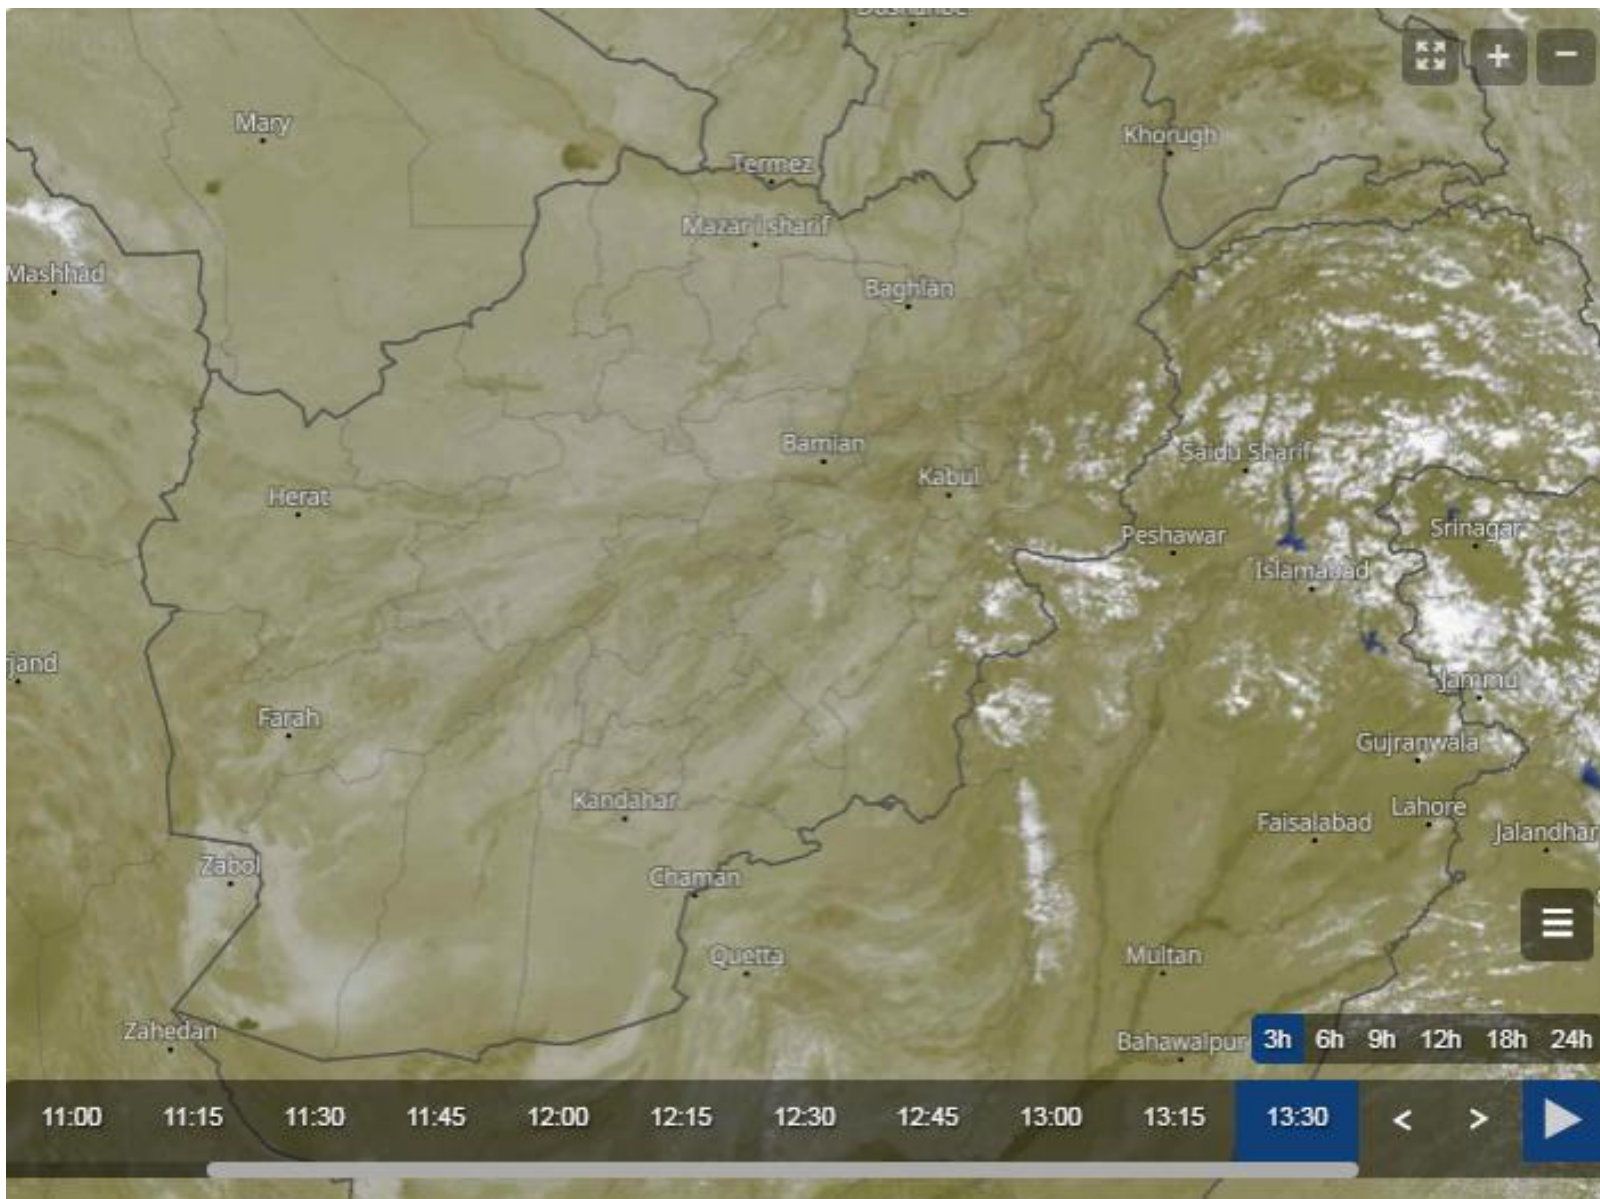 Dushanbe
+
−
Mary
Khorugh
Termez
Mazar i sharif
Mashhad
Baghlan
Bamian
Saidu Sharif
Kabul
Herat
Srinagar
Peshawar
Islamabad
rjand
Jammu
Farah
Gujranwala
Kandahar
Lahore
Faisalabad
Jalandhar
Zabol
Chaman
Quetta
Multan
Zahedan
Bahawalpur
3h 6h 9h 12h 18h 24h
11:00 11:15 11:30 11:45 12:00 12:15 12:30 12:45 13:00 13:15 13:30 < >